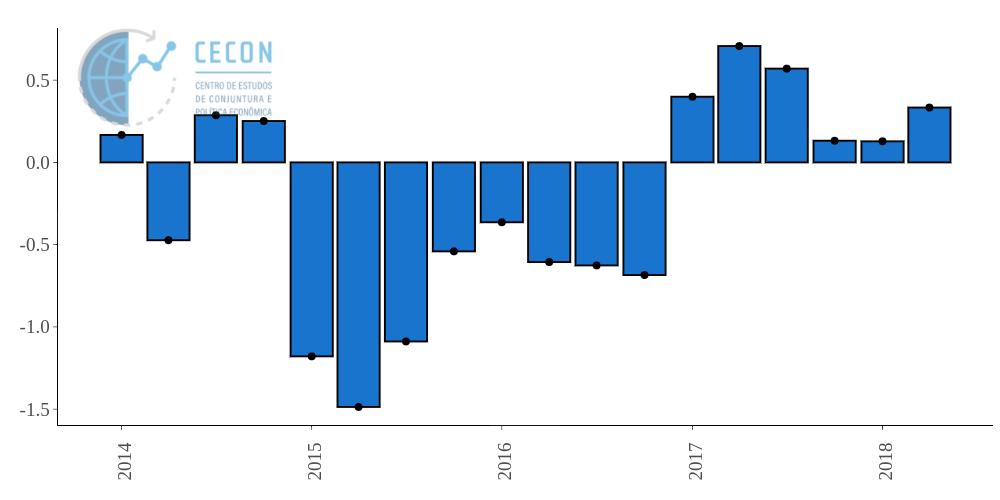 CECON
CENTRO DE ESTUDOS
DE CONJUNTURA E
POLÍTICA ECONÔMICA
0.5
0.0
-0.5
-1.0
-1.5
2014
2015
2016
2017
2018